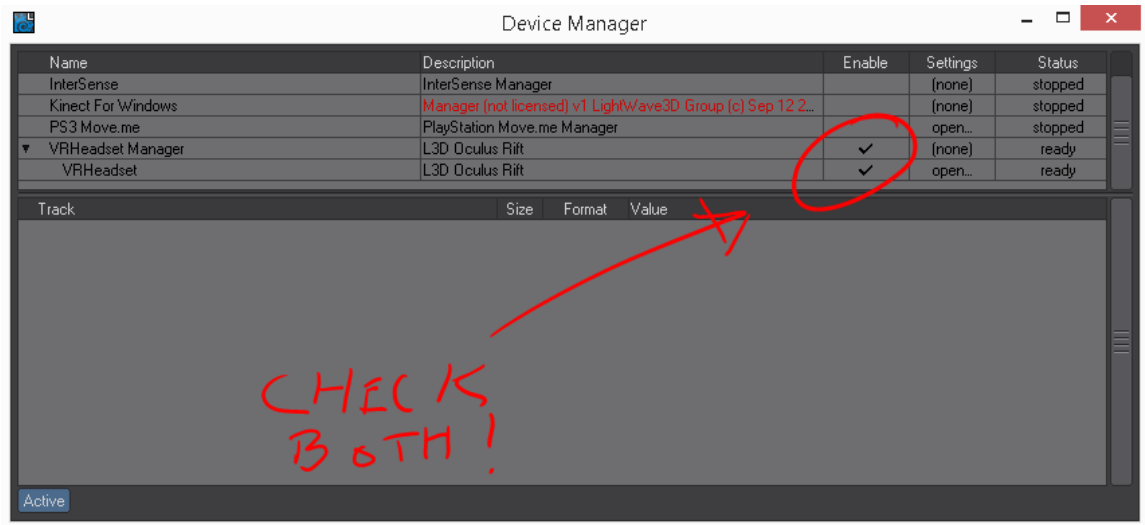 Device Manager
Name Description Enable Settings Status
InterSense InterSense Manager (none) stopped
Kinect For Windows Manager (not licensed) v1 LightWave3D Group (c) Sep 12 2... (none) stopped
PS3 Move.me PlayStation Move.me Manager open... stopped
VRHeadset Manager L3D Oculus Rift ✓ (none) ready
VRHeadset L3D Oculus Rift ✓ open... ready
Track Size Format Value
CHECK
BOTH!
Active